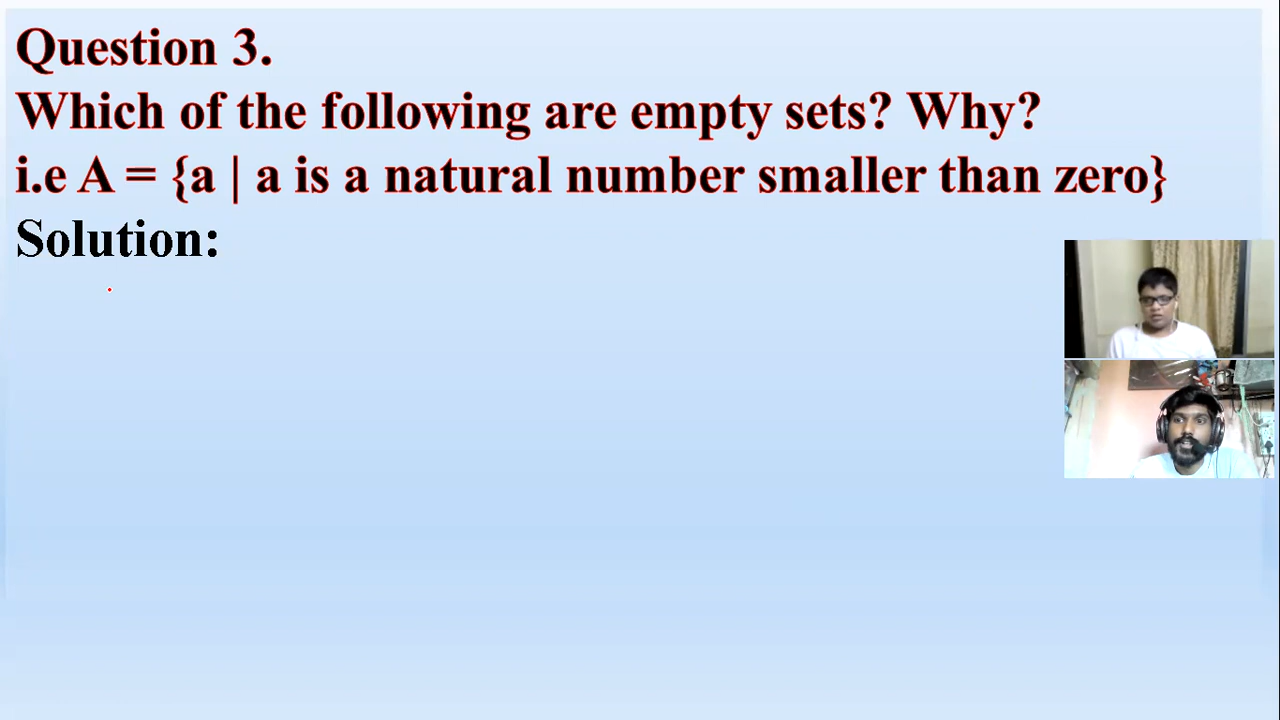 Question 3.
Which of the following are empty sets? Why?
i.e A = {a | a is a natural number smaller than zero}
Solution: